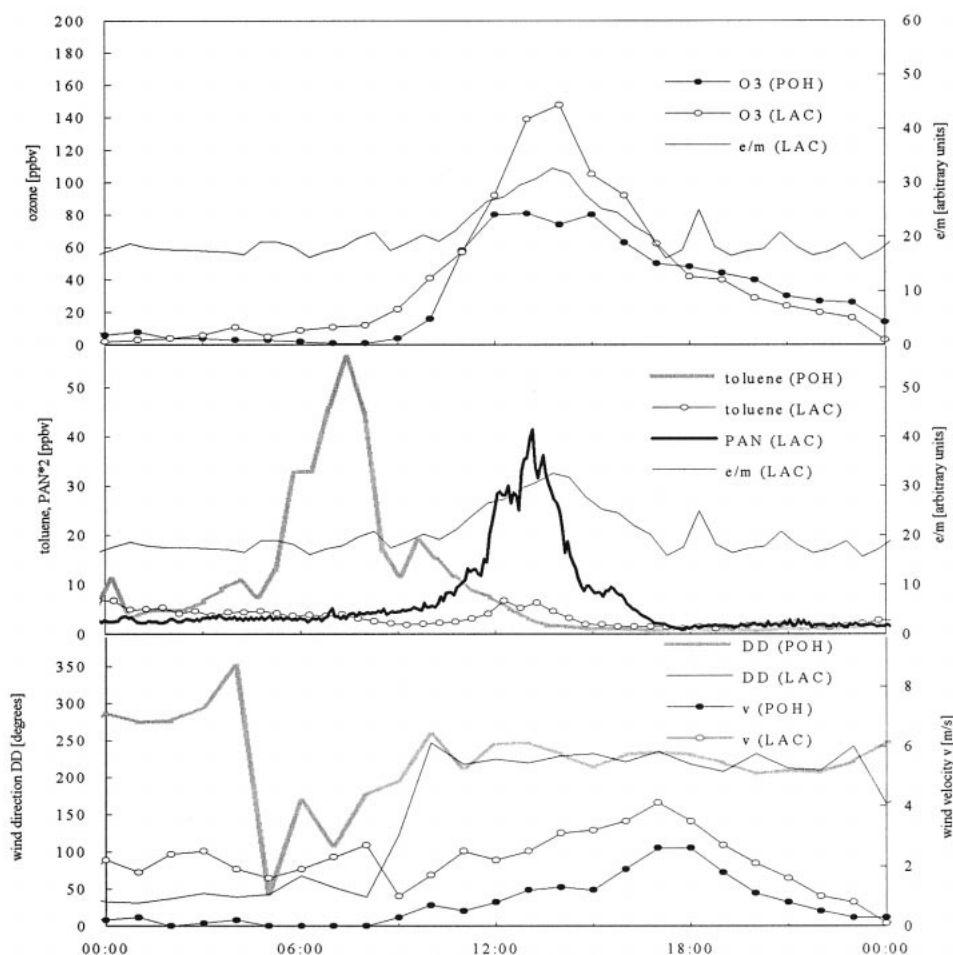 200
180
160
140
120
100
80
60
40
20
0
ozone [ppbv]
60
50
40
30
20
10
0
e/m [arbitrary units]
O3 (POH)
O3 (LAC)
e/m (LAC)
50
40
30
20
10
0
toluene, PAN*2 [ppbv]
50
40
30
20
10
0
e/m [arbitrary units]
toluene (POH)
toluene (LAC)
PAN (LAC)
e/m (LAC)
350
300
250
200
150
100
50
0
wind direction DD [degrees]
8
6
4
2
0
wind velocity v [m/s]
DD (POH)
DD (LAC)
v (POH)
v (LAC)
00:00 06:00 12:00 18:00 00:00